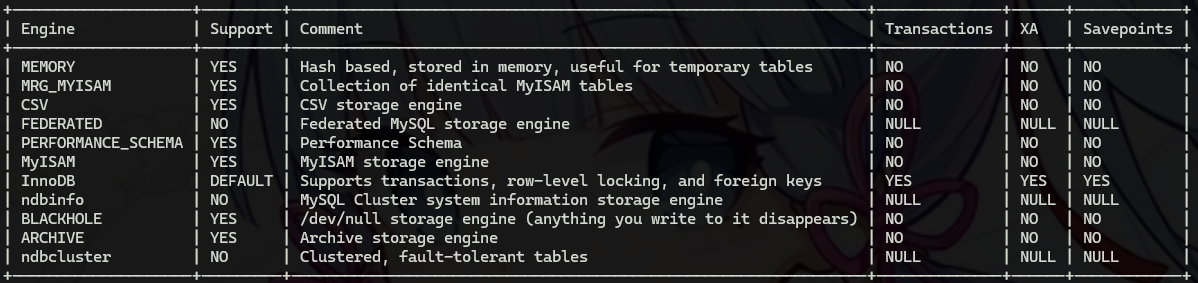 | Engine             | Support | Comment                                                        | Transactions | XA   | Savepoints |
| MEMORY             | YES     | Hash based, stored in memory, useful for temporary tables      | NO           | NO   | NO         |
| MRG_MYISAM         | YES     | Collection of identical MyISAM tables                          | NO           | NO   | NO         |
| CSV                | YES     | CSV storage engine                                             | NO           | NO   | NO         |
| FEDERATED          | NO      | Federated MySQL storage engine                                 | NULL         | NULL | NULL       |
| PERFORMANCE_SCHEMA | YES     | Performance Schema                                             | NO           | NO   | NO         |
| MyISAM             | YES     | MyISAM storage engine                                          | NO           | NO   | NO         |
| InnoDB             | DEFAULT | Supports transactions, row-level locking, and foreign keys     | YES          | YES  | YES        |
| ndbinfo            | NO      | MySQL Cluster system information storage engine                | NULL         | NULL | NULL       |
| BLACKHOLE          | YES     | /dev/null storage engine (anything you write to it disappears) | NO           | NO   | NO         |
| ARCHIVE            | YES     | Archive storage engine                                         | NO           | NO   | NO         |
| ndbcluster         | NO      | Clustered, fault-tolerant tables                               | NULL         | NULL | NULL       |